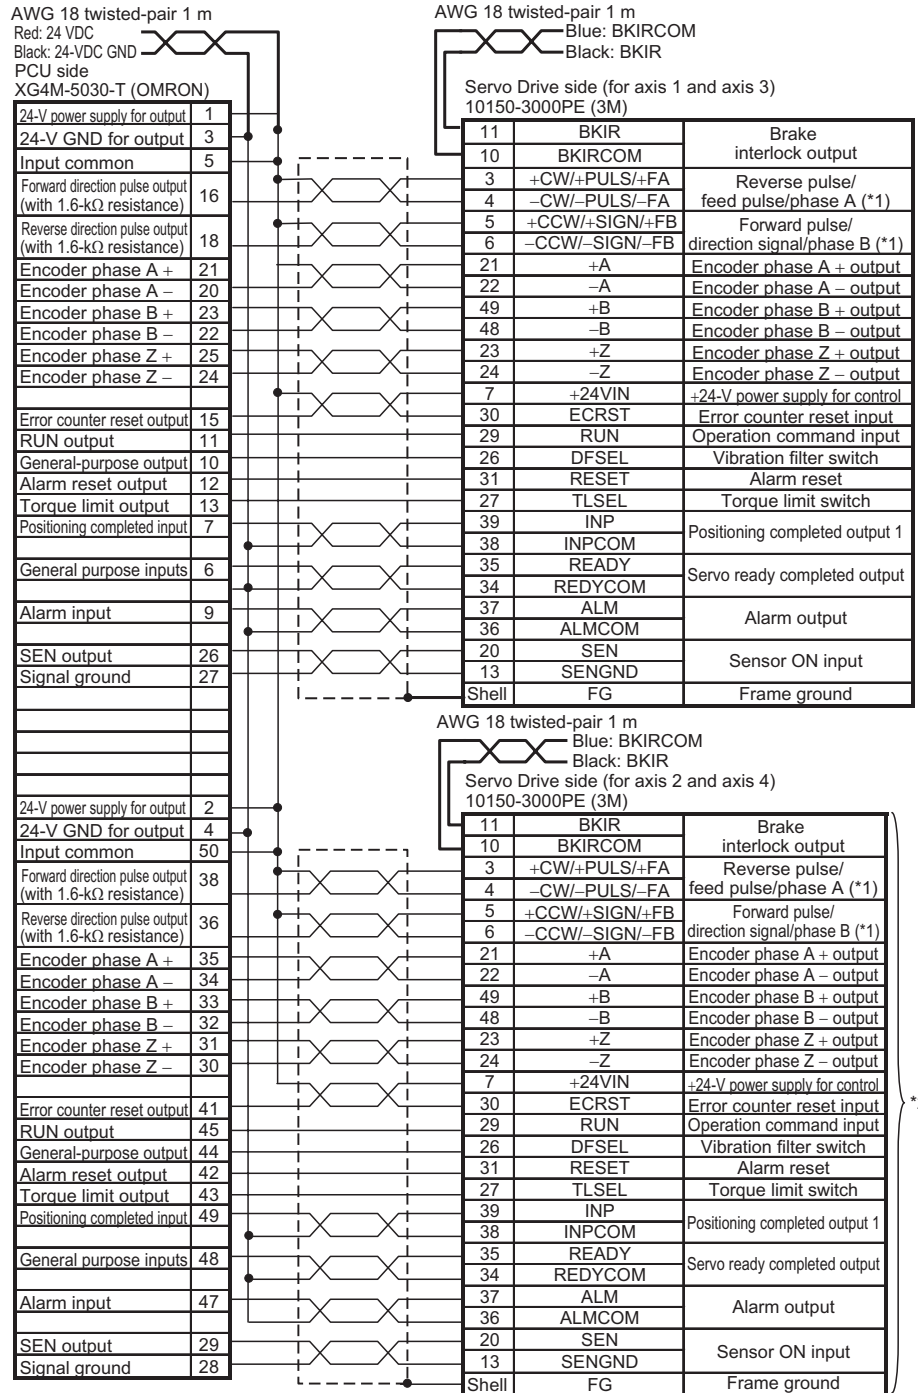 AWG 18 twisted-pair 1 m
Red: 24 VDC
Black: 24-VDC GND
PCU side
XG4M-5030-T (OMRON)
24-V power supply for output 1
24-V GND for output 3
Input common 5
Forward direction pulse output
(with 1.6-kΩ resistance) 16
Reverse direction pulse output
(with 1.6-kΩ resistance) 18
Encoder phase A + 21
Encoder phase A − 20
Encoder phase B + 23
Encoder phase B − 22
Encoder phase Z + 25
Encoder phase Z − 24
Error counter reset output 15
RUN output 11
General-purpose output 10
Alarm reset output 12
Torque limit output 13
Positioning completed input 7
General purpose inputs 6
Alarm input 9
SEN output 26
Signal ground 27
24-V power supply for output 2
24-V GND for output 4
Input common 50
Forward direction pulse output
(with 1.6-kΩ resistance) 38
Reverse direction pulse output
(with 1.6-kΩ resistance) 36
Encoder phase A + 35
Encoder phase A − 34
Encoder phase B + 33
Encoder phase B − 32
Encoder phase Z + 31
Encoder phase Z − 30
Error counter reset output 41
RUN output 45
General-purpose output 44
Alarm reset output 42
Torque limit output 43
Positioning completed input 49
General purpose inputs 48
Alarm input 47
SEN output 29
Signal ground 28
AWG 18 twisted-pair 1 m
Blue: BKIRCOM
Black: BKIR
Servo Drive side (for axis 1 and axis 3)
10150-3000PE (3M)
11 BKIR Brake
10 BKIRCOM interlock output
3 +CW/+PULS/+FA Reverse pulse/
4 −CW/−PULS/−FA feed pulse/phase A (*1)
5 +CCW/+SIGN/+FB Forward pulse/
6 −CCW/−SIGN/−FB direction signal/phase B (*1)
21 +A Encoder phase A + output
22 −A Encoder phase A − output
49 +B Encoder phase B + output
48 −B Encoder phase B − output
23 +Z Encoder phase Z + output
24 −Z Encoder phase Z − output
7 +24VIN +24-V power supply for control
30 ECRST Error counter reset input
29 RUN Operation command input
26 DFSEL Vibration filter switch
31 RESET Alarm reset
27 TLSEL Torque limit switch
39 INP Positioning completed output 1
38 INPCOM
35 READY Servo ready completed output
34 REDYCOM
37 ALM Alarm output
36 ALMCOM
20 SEN Sensor ON input
13 SENGND
Shell FG Frame ground
AWG 18 twisted-pair 1 m
Blue: BKIRCOM
Black: BKIR
Servo Drive side (for axis 2 and axis 4)
10150-3000PE (3M)
11 BKIR Brake
10 BKIRCOM interlock output
3 +CW/+PULS/+FA Reverse pulse/
4 −CW/−PULS/−FA feed pulse/phase A (*1)
5 +CCW/+SIGN/+FB Forward pulse/
6 −CCW/−SIGN/−FB direction signal/phase B (*1)
21 +A Encoder phase A + output
22 −A Encoder phase A − output
49 +B Encoder phase B + output
48 −B Encoder phase B − output
23 +Z Encoder phase Z + output
24 −Z Encoder phase Z − output
7 +24VIN +24-V power supply for control
30 ECRST Error counter reset input
29 RUN Operation command input
26 DFSEL Vibration filter switch
31 RESET Alarm reset
27 TLSEL Torque limit switch
39 INP Positioning completed output 1
38 INPCOM
35 READY Servo ready completed output
34 REDYCOM
37 ALM Alarm output
36 ALMCOM
20 SEN Sensor ON input
13 SENGND
Shell FG Frame ground